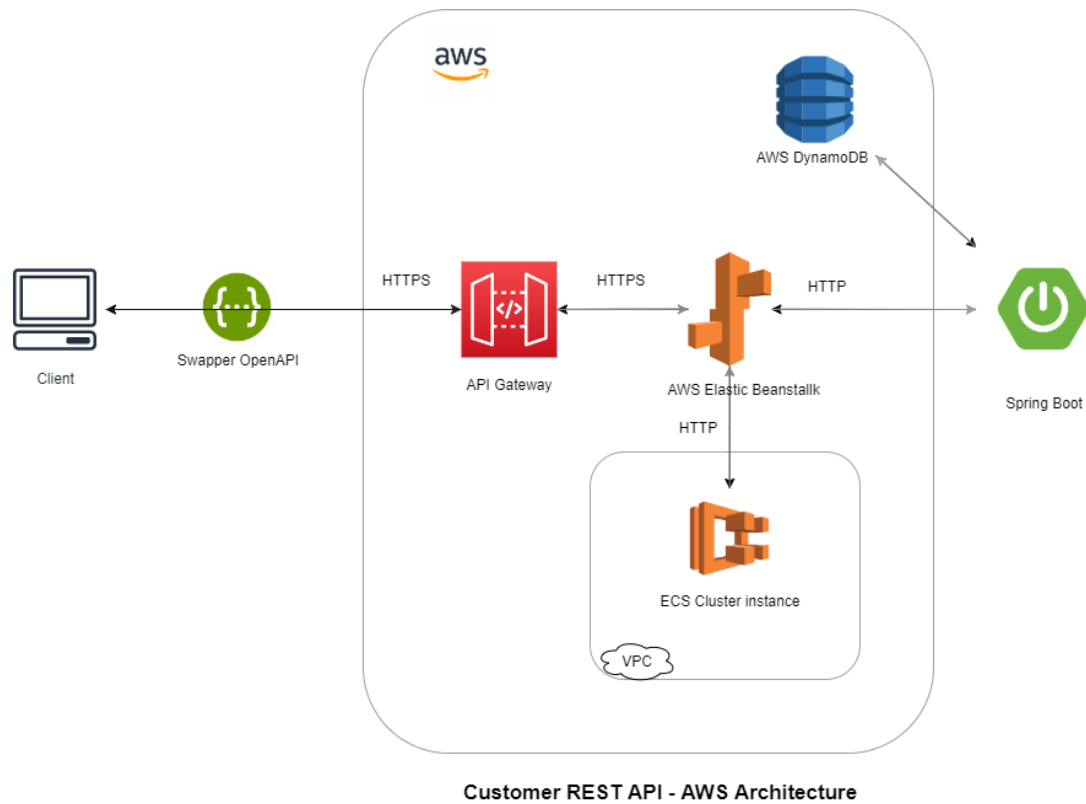 aws
AWS DynamoDB
HTTPS
HTTPS
HTTP
</>
Swapper OpenAPI
Client
API Gateway
AWS Elastic Beanstallk
Spring Boot
HTTP
ECS Cluster instance
VPC
Customer REST API - AWS Architecture